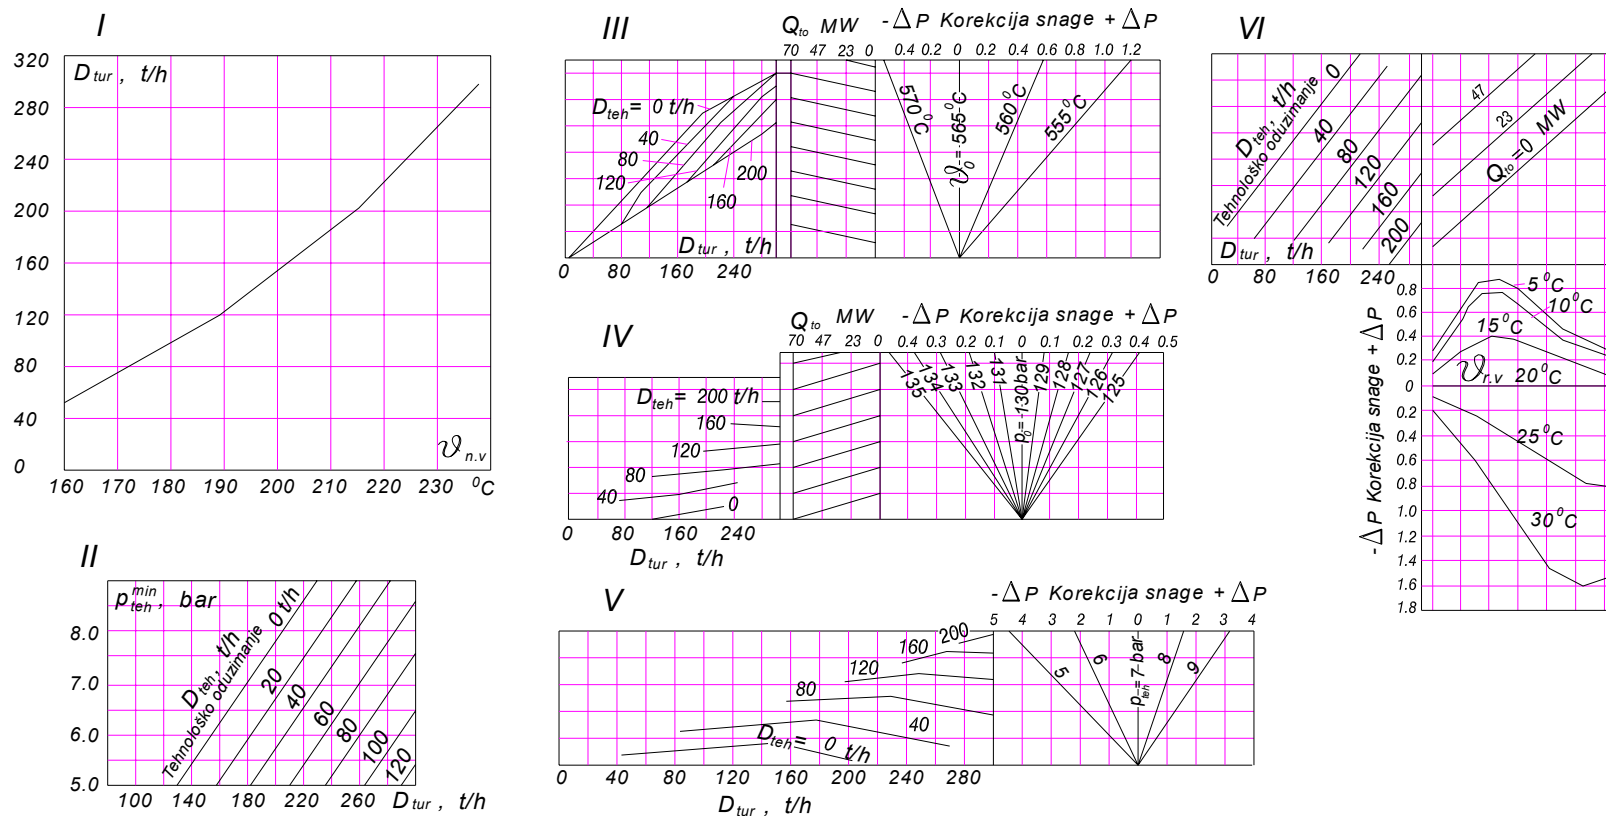 I
D tur , t/h
320
280
240
200
160
120
80
40
0
160 170 180 190 200 210 220 230 ⁰C
ϑ n.v
II
p min teh , bar
8.0
7.0
6.0
5.0
D teh , t/h
Tehnološko oduzimanje
0 t/h
20
40
60
80
100
120
100 140 180 220 260 D tur , t/h
III
Q to MW
- Δ P Korekcija snage + Δ P
70 47 23 0
0.4 0.2 0 0.2 0.4 0.6 0.8 1.0 1.2
D teh = 0 t/h
40
80
120
160
200
D tur , t/h
0 80 160 240
570 ⁰C
ϑ 0 = 565 ⁰C
560 ⁰C
555 ⁰C
IV
Q to MW
- Δ P Korekcija snage + Δ P
70 47 23 0
0.4 0.3 0.2 0.1 0 0.1 0.2 0.3 0.4 0.5
D teh = 200 t/h
160
120
80
40
0
135
134
133
132
131
p 0 = 130 bar
129
128
127
126
125
0 80 160 240
D tur , t/h
V
- Δ P Korekcija snage + Δ P
5 4 3 2 1 0 1 2 3 4
200
160
120
80
40
D teh = 0 t/h
5
6
p teh = 7 bar
8
9
0 40 80 120 160 200 240 280
D tur , t/h
VI
D teh , t/h
Tehnološko oduzimanje
0
40
80
120
160
200
D tur , t/h
0 80 160 240
47
23
Q to = 0 MW
- Δ P Korekcija snage + Δ P
0.8
0.6
0.4
0.2
0
0.2
0.4
0.6
0.8
1.0
1.2
1.4
1.6
1.8
5 ⁰C
10 ⁰C
15 ⁰C
ϑ r.v
20 ⁰C
25 ⁰C
30 ⁰C